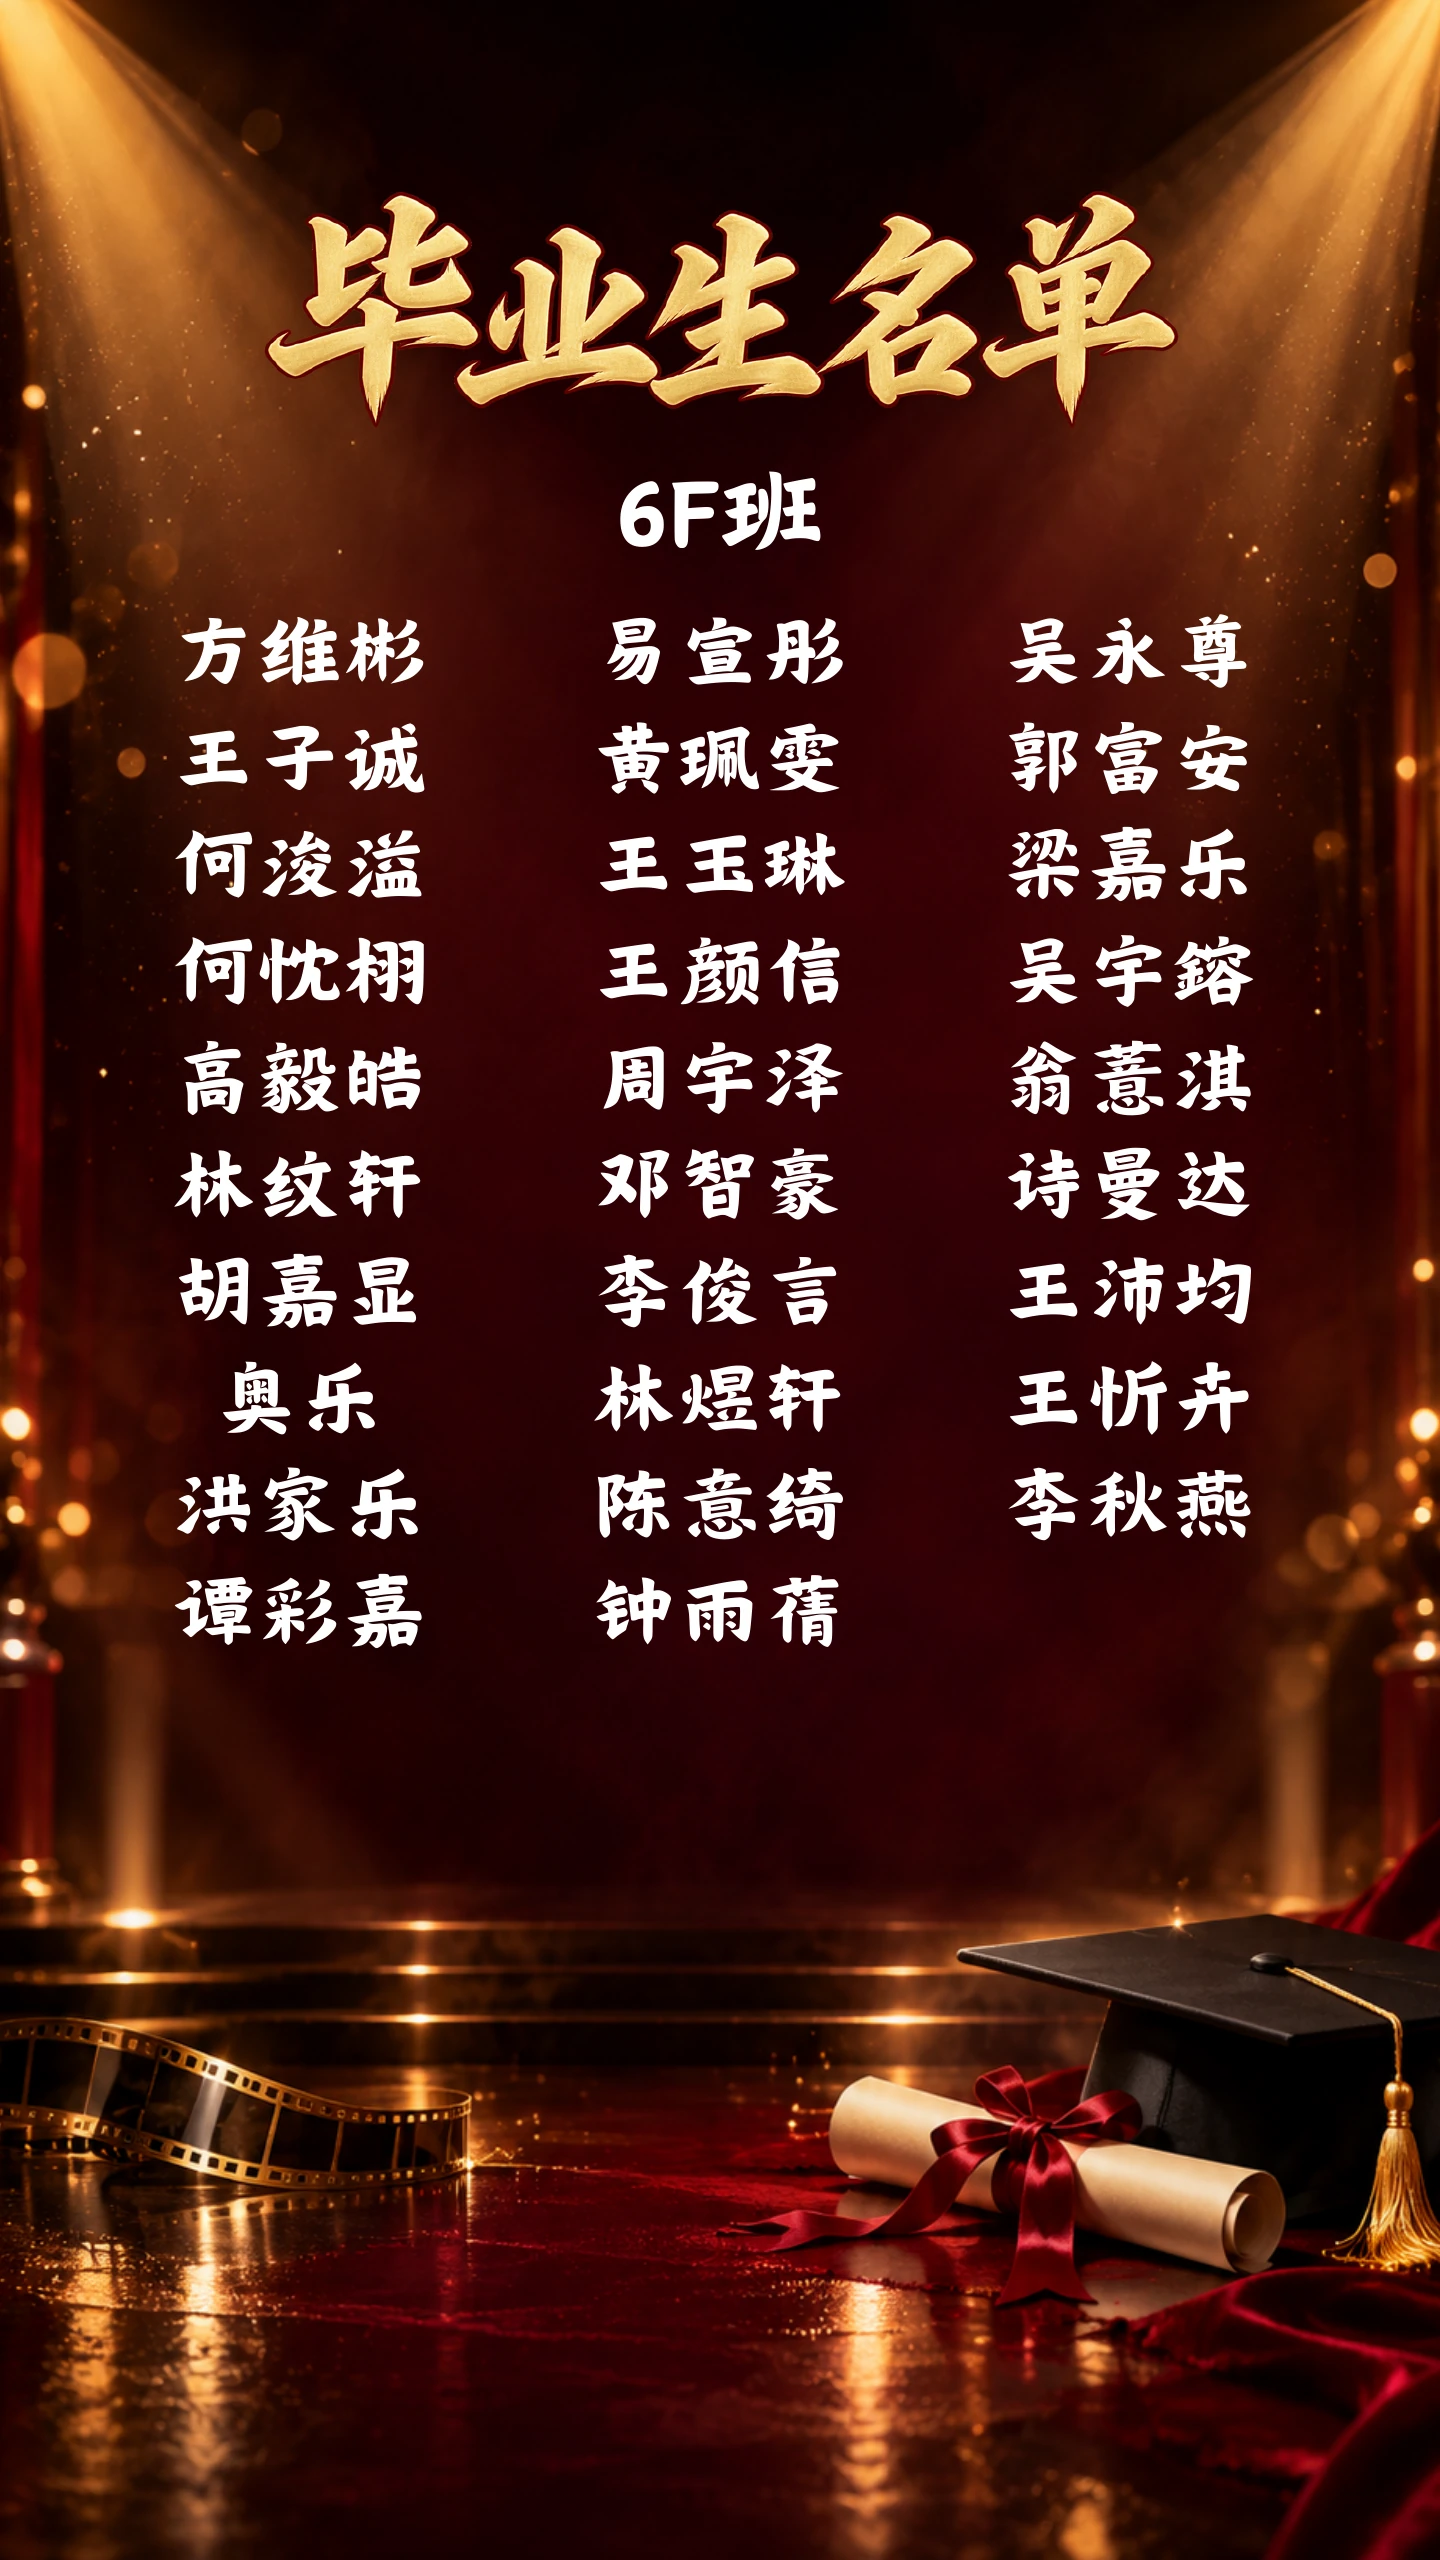 毕业生名单
6F班
方维彬 易宣彤 吴永尊
王子诚 黄珮雯 郭富安
何浚溢 王玉琳 梁嘉乐
何忱栩 王颜信 吴宇鎔
高毅皓 周宇泽 翁薏淇
林纹轩 邓智豪 诗曼达
胡嘉显 李俊言 王沛均
奥乐 林煜轩 王忻卉
洪家乐 陈意绮 李秋燕
谭彩嘉 钟雨蒨